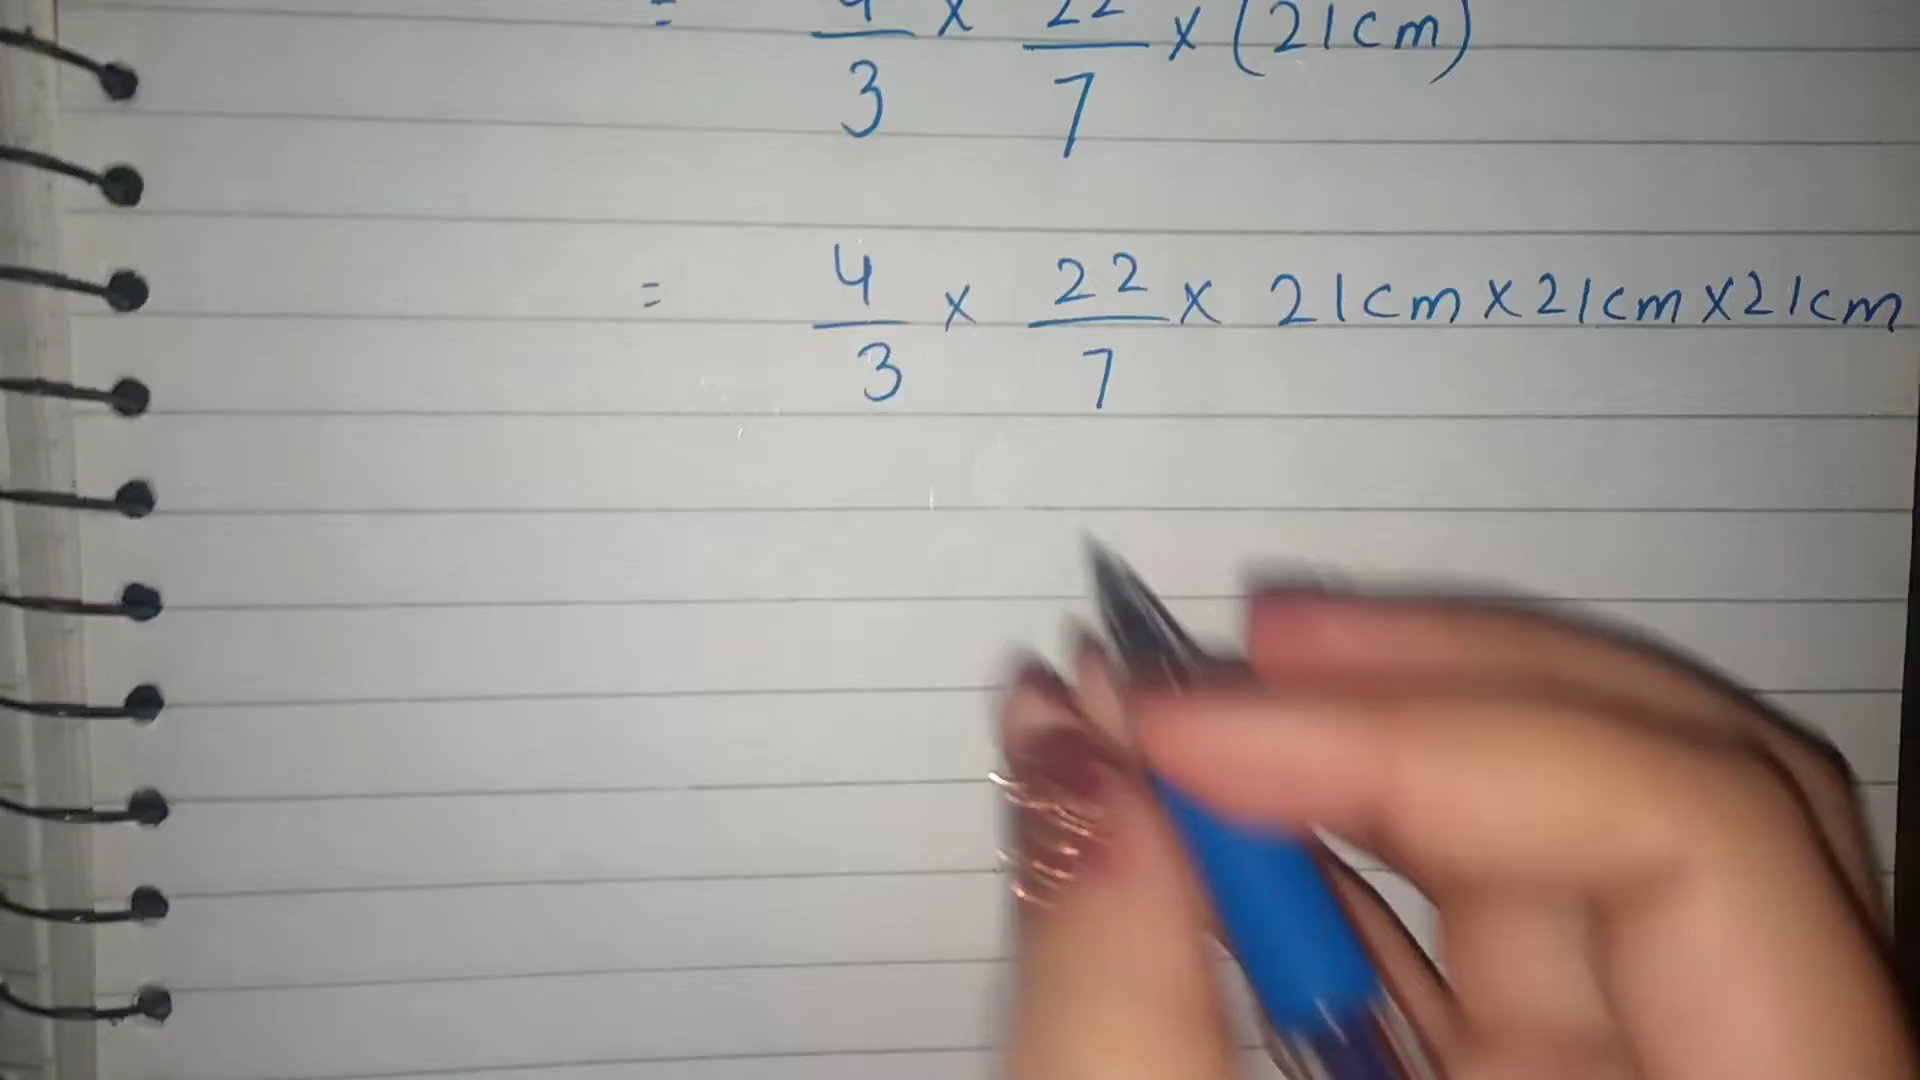 = 4/3 x 22/7 x (21cm)
= 4/3 x 22/7 x 21cm x 21cm x 21cm